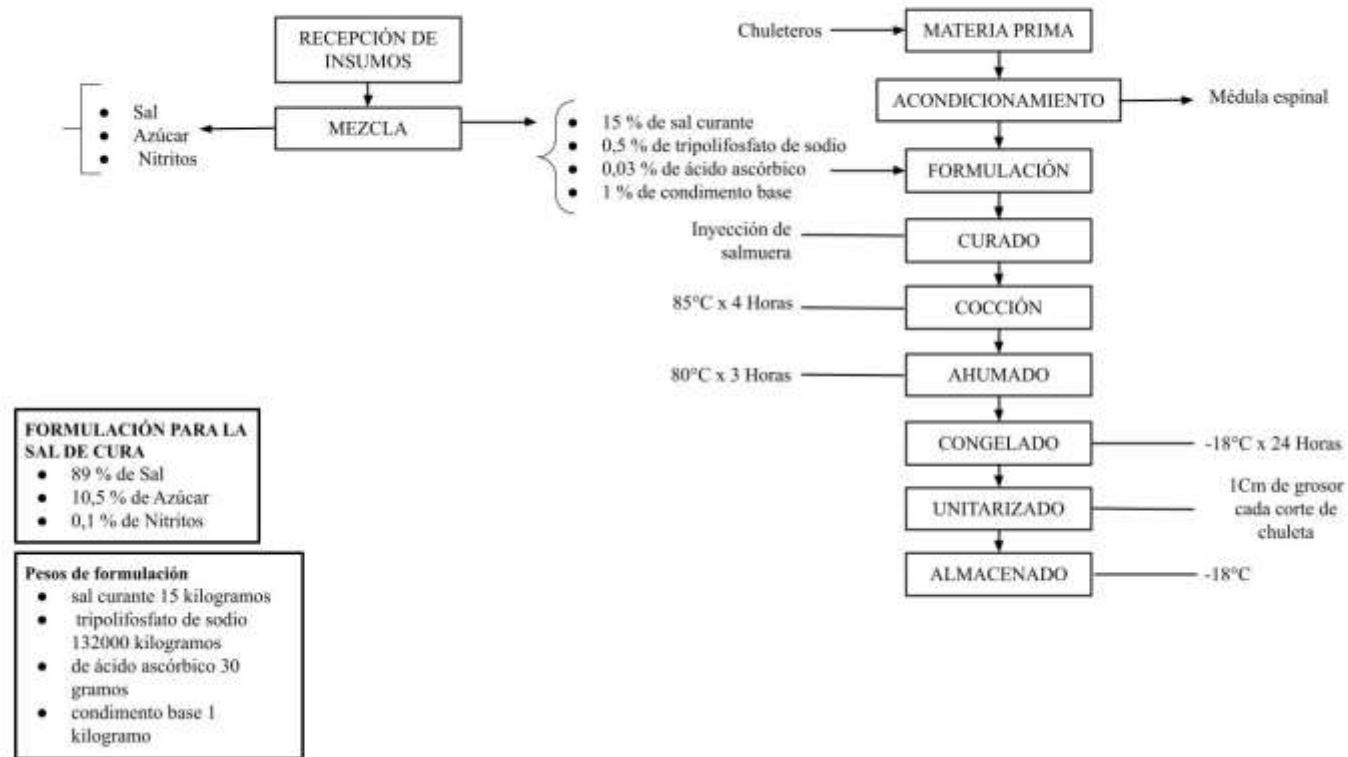 RECEPCIÓN DE
INSUMOS
MEZCLA
● Sal
● Azúcar
● Nitritos
● 15 % de sal curante
● 0,5 % de tripolifosfato de sodio
● 0,03 % de ácido ascórbico
● 1 % de condimento base
Chuleteros
MATERIA PRIMA
ACONDICIONAMIENTO
Médula espinal
FORMULACIÓN
Inyección de
salmuera
CURADO
85°C x 4 Horas
COCCIÓN
80°C x 3 Horas
AHUMADO
CONGELADO
-18°C x 24 Horas
UNITARIZADO
1Cm de grosor
cada corte de
chuleta
ALMACENADO
-18°C
FORMULACIÓN PARA LA
SAL DE CURA
● 89 % de Sal
● 10,5 % de Azúcar
● 0,1 % de Nitritos
Pesos de formulación
● sal curante 15 kilogramos
● tripolifosfato de sodio
132000 kilogramos
● de ácido ascórbico 30
gramos
● condimento base 1
kilogramo